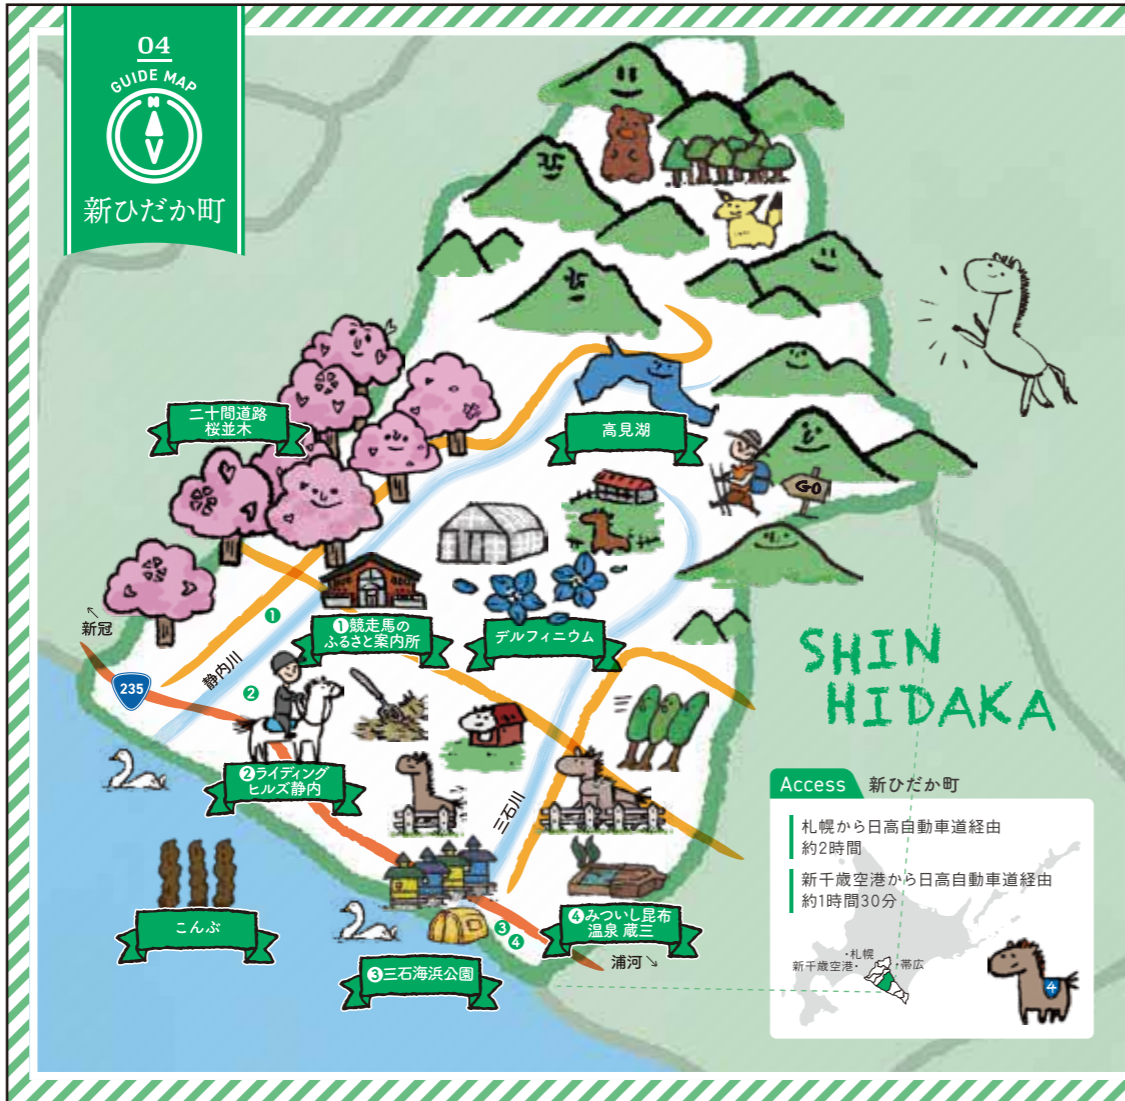 04
GUIDE MAP
N
新ひだか町
二十間道路
桜並木
高見湖
GO
❶競走馬の
ふるさと案内所
デルフィニウム
❶
新冠
235
静内川
❷
❷ライディング
ヒルズ静内
三石川
SHIN
HIDAKA
こんぶ
❸
❹
❹みついし昆布
温泉 蔵三
浦河
❸三石海浜公園
Access 新ひだか町
札幌から日高自動車道経由
約2時間
新千歳空港から日高自動車道経由
約1時間30分
・札幌
新千歳空港・
・帯広
4